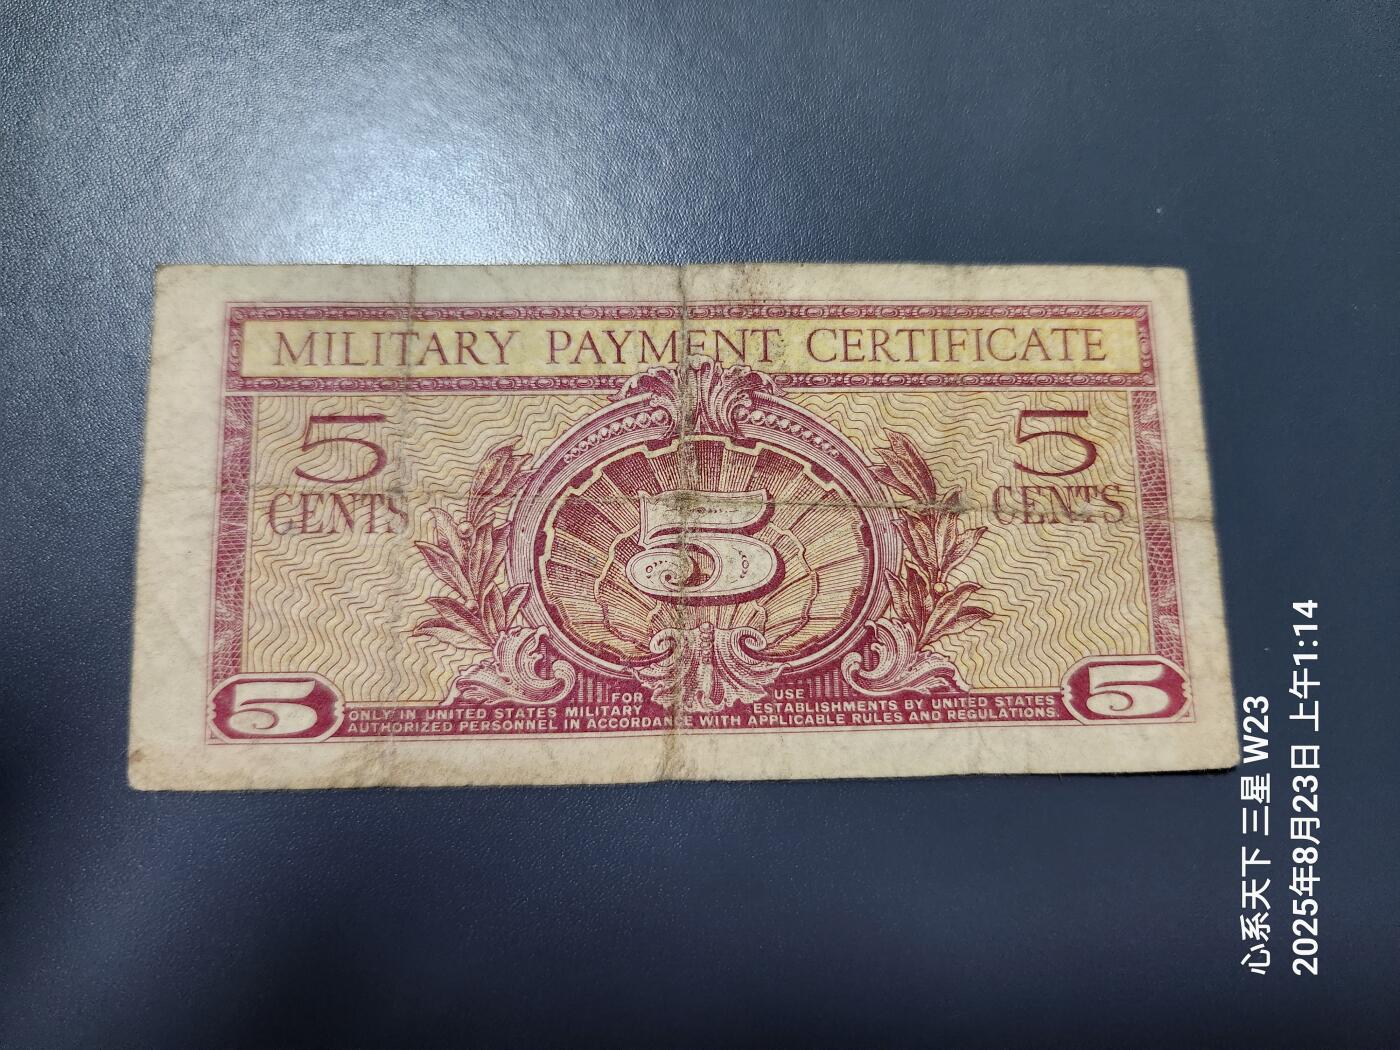 MILITARY PAYMENT CERTIFICATE
5 5
CENTS CENTS
5
5 5
FOR USE
ONLY IN UNITED STATES MILITARY ESTABLISHMENTS BY UNITED STATES
AUTHORIZED PERSONNEL IN ACCORDANCE WITH APPLICABLE RULES AND REGULATIONS.
心系天下 三星 W23
2025年8月23日 上午1:14